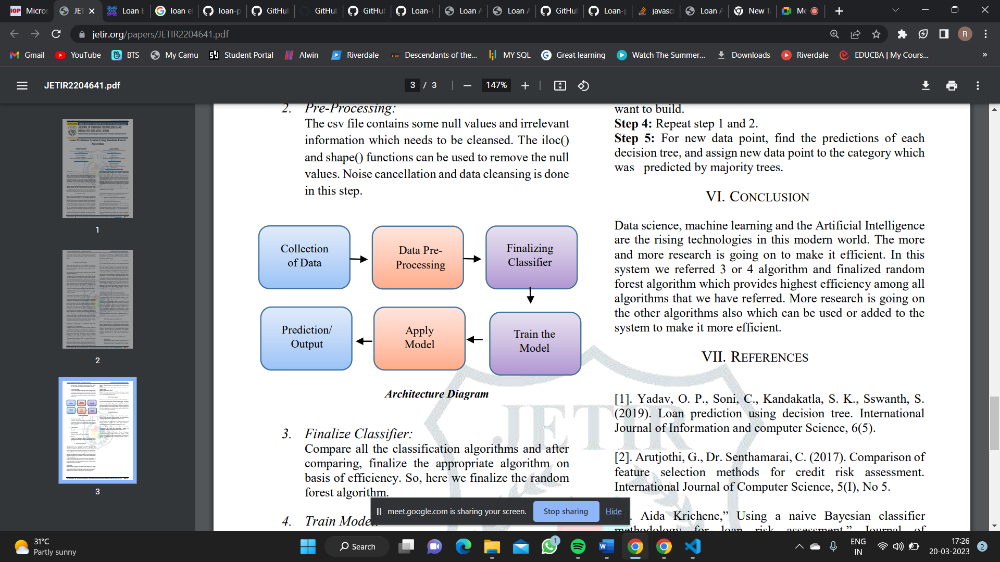 IOP Micros
JET
Loan E
loan el
loan-p
GitHub
GitHub
GitHub
Loan-E
Loan A
Loan A
GitHub
Loan-p
javascr
Loan A
New T
Me
jetir.org/papers/JETIR2204641.pdf
R
Gmail
YouTube
BTS
My Camu
Student Portal
Alwin
Riverdale
Descendants of the...
MY SQL
Great learning
Watch The Summer...
Downloads
Riverdale
EDUCBA | My Cours...
»
JETIR2204641.pdf
3 / 3
147%
Loan Prediction System Using Random Forest
Algorithm
1
2
3
2. Pre-Processing:
The csv file contains some null values and irrelevant
information which needs to be cleansed. The iloc()
and shape() functions can be used to remove the null
values. Noise cancellation and data cleansing is done
in this step.
Collection
of Data
Data Pre-
Processing
Finalizing
Classifier
Prediction/
Output
Apply
Model
Train the
Model
Architecture Diagram
3. Finalize Classifier:
Compare all the classification algorithms and after
comparing, finalize the appropriate algorithm on
basis of efficiency. So, here we finalize the random
forest algorithm.
4. Train Model:
want to build.
Step 4: Repeat step 1 and 2.
Step 5: For new data point, find the predictions of each
decision tree, and assign new data point to the category which
was predicted by majority trees.
VI. CONCLUSION
Data science, machine learning and the Artificial Intelligence
are the rising technologies in this modern world. The more
and more research is going on to make it efficient. In this
system we referred 3 or 4 algorithm and finalized random
forest algorithm which provides highest efficiency among all
algorithms that we have referred. More research is going on
the other algorithms also which can be used or added to the
system to make it more efficient.
VII. REFERENCES
JETIR
[1]. Yadav, O. P., Soni, C., Kandakatla, S. K., Sswanth, S.
(2019). Loan prediction using decision tree. International
Journal of Information and computer Science, 6(5).
[2]. Arutjothi, G., Dr. Senthamarai, C. (2017). Comparison of
feature selection methods for credit risk assessment.
International Journal of Computer Science, 5(I), No 5.
. Aida Krichene,” Using a naive Bayesian classifier
methodology for loan risk assessment,” Journal of
meet.google.com is sharing your screen.
Stop sharing
Hide
31°C
Partly sunny
Search
1
ENG
IN
17:26
20-03-2023
2